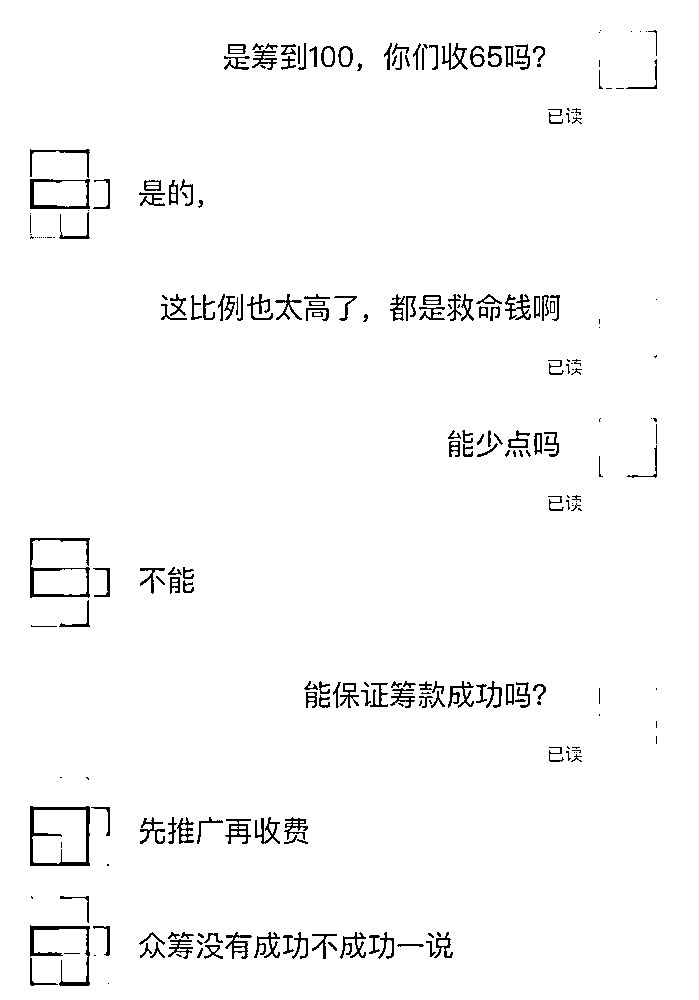 是筹到100，你们收65吗？
已读
是的，
这比例也太高了，都是救命钱啊
已读
能少点吗
已读
不能
能保证筹款成功吗？
已读
先推广再收费
众筹没有成功不成功一说